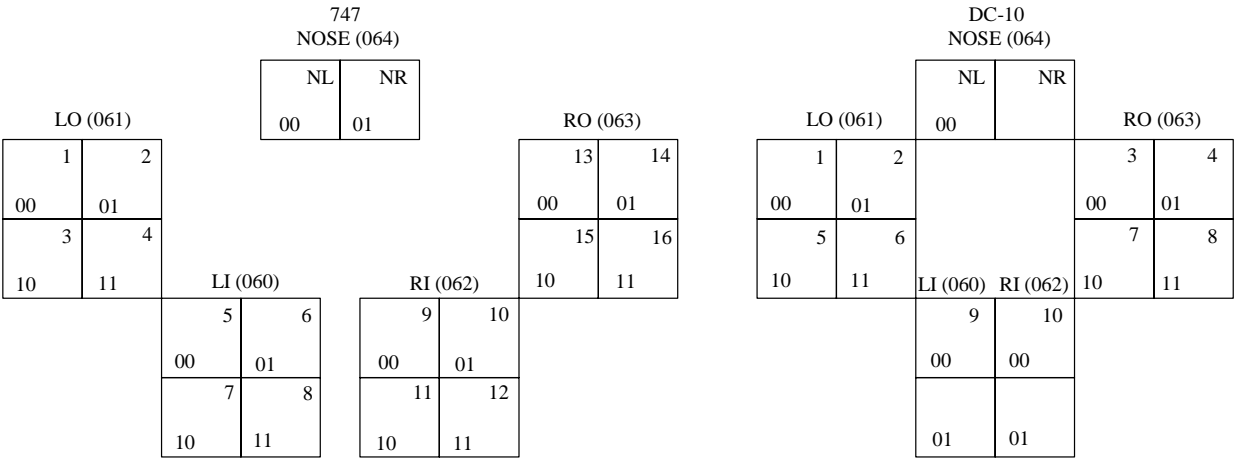 747
NOSE (064)
NL NR
00 01
LO (061)
1 2
00 01
3 4
10 11
LI (060)
5 6
00 01
7 8
10 11
RI (062)
9 10
00 01
11 12
10 11
RO (063)
13 14
00 01
15 16
10 11
DC-10
NOSE (064)
NL NR
00
LO (061)
1 2
00 01
5 6
10 11
RO (063)
3 4
00 01
7 8
10 11
LI (060) RI (062)
9 10
00 00
01 01